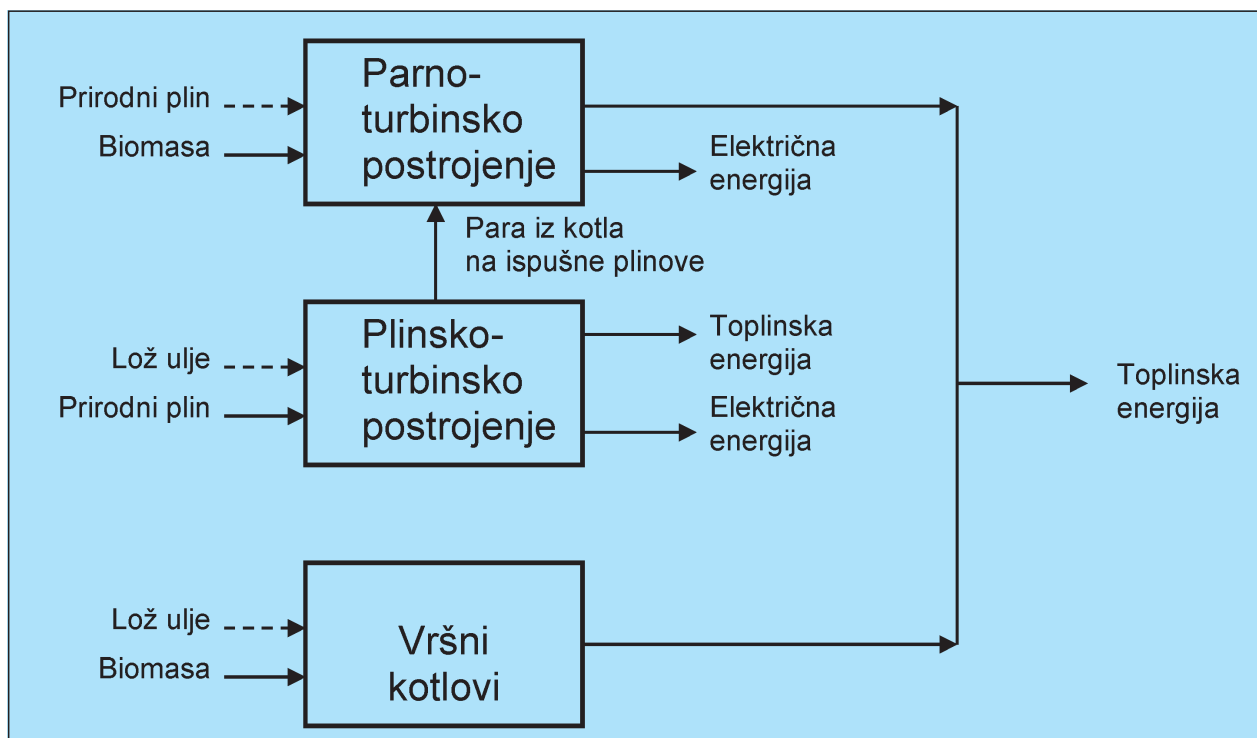 Prirodni plin
Biomasa
Parno-
turbinsko
postrojenje
Električna
energija
Para iz kotla
na ispušne plinove
Lož ulje
Prirodni plin
Plinsko-
turbinsko
postrojenje
Toplinska
energija
Električna
energija
Toplinska
energija
Lož ulje
Biomasa
Vršni
kotlovi